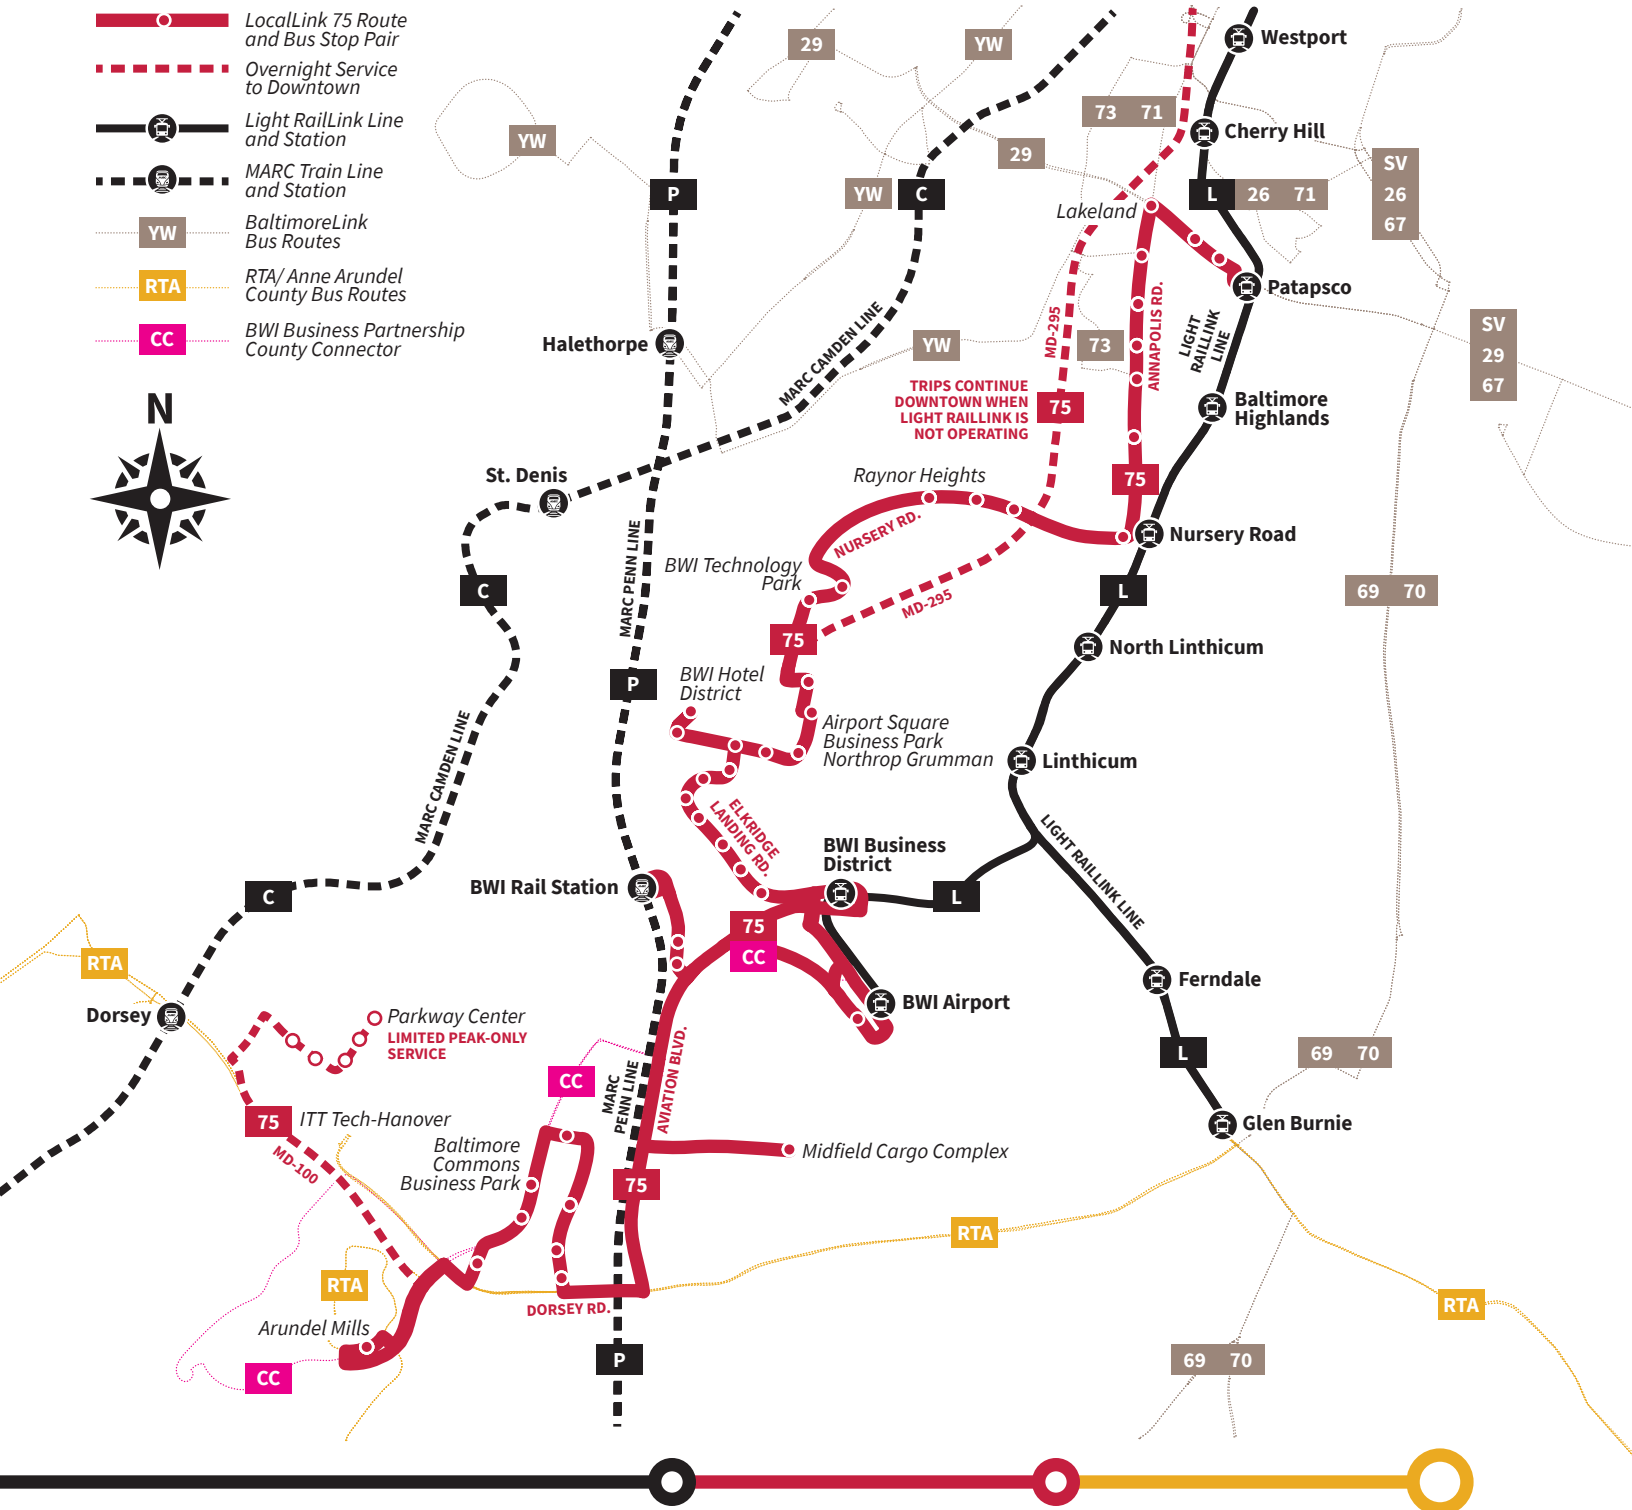 LocalLink 75 Route
and Bus Stop Pair
Overnight Service
to Downtown
Light RailLink Line
and Station
MARC Train Line
and Station
YW
BaltimoreLink
Bus Routes
RTA
RTA/ Anne Arundel
County Bus Routes
CC
BWI Business Partnership
County Connector
N
29
YW
Westport
73 71
Cherry Hill
YW
29
SV
26
67
P
YW
C
L
26 71
Lakeland
Patapsco
MARC CAMDEN LINE
MD-295
ANNAPOLIS RD.
LIGHT
RAILLINK
LINE
Halethorpe
YW
73
SV
29
67
TRIPS CONTINUE
DOWNTOWN WHEN
LIGHT RAILLINK IS
NOT OPERATING
75
Baltimore
Highlands
St. Denis
Raynor Heights
75
NURSERY RD.
Nursery Road
MARC PENN LINE
BWI Technology
Park
C
L
69 70
MD-295
75
North Linthicum
P
BWI Hotel
District
Airport Square
Business Park
Northrop Grumman
Linthicum
MARC CAMDEN LINE
ELKRIDGE
LANDING RD.
LIGHT RAILLINK LINE
BWI Business
District
BWI Rail Station
C
L
75
CC
RTA
Ferndale
Dorsey
Parkway Center
LIMITED PEAK-ONLY
SERVICE
BWI Airport
AVIATION BLVD.
MARC
PENN LINE
L
69 70
CC
75
ITT Tech-Hanover
Glen Burnie
MD-100
Baltimore
Commons
Business Park
Midfield Cargo Complex
75
RTA
RTA
DORSEY RD.
RTA
Arundel Mills
P
69 70
CC